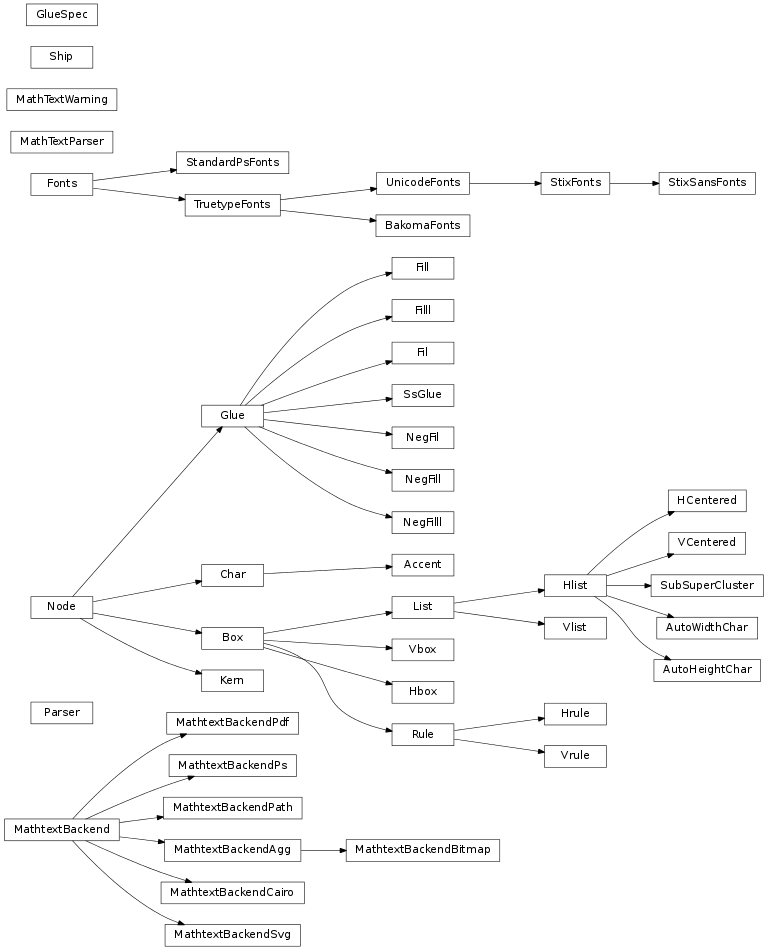 GlueSpec
Ship
MathTextWarning
MathTextParser
StandardPsFonts
Fonts
UnicodeFonts
StixFonts
StixSansFonts
TruetypeFonts
BakomaFonts
Fill
Filll
Fil
SsGlue
Glue
NegFil
NegFill
NegFilll
HCentered
VCentered
Accent
Char
Hlist
SubSuperCluster
Node
List
Vlist
AutoWidthChar
Box
Vbox
AutoHeightChar
Kern
Hbox
Parser
Hrule
MathtextBackendPdf
Rule
Vrule
MathtextBackendPs
MathtextBackendPath
MathtextBackend
MathtextBackendAgg
MathtextBackendBitmap
MathtextBackendCairo
MathtextBackendSvg